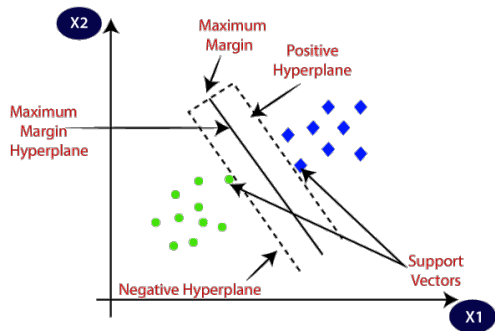 X2
Maximum
Margin
Positive
Hyperplane
Maximum
Margin
Hyperplane
Support
Vectors
Negative Hyperplane
X1